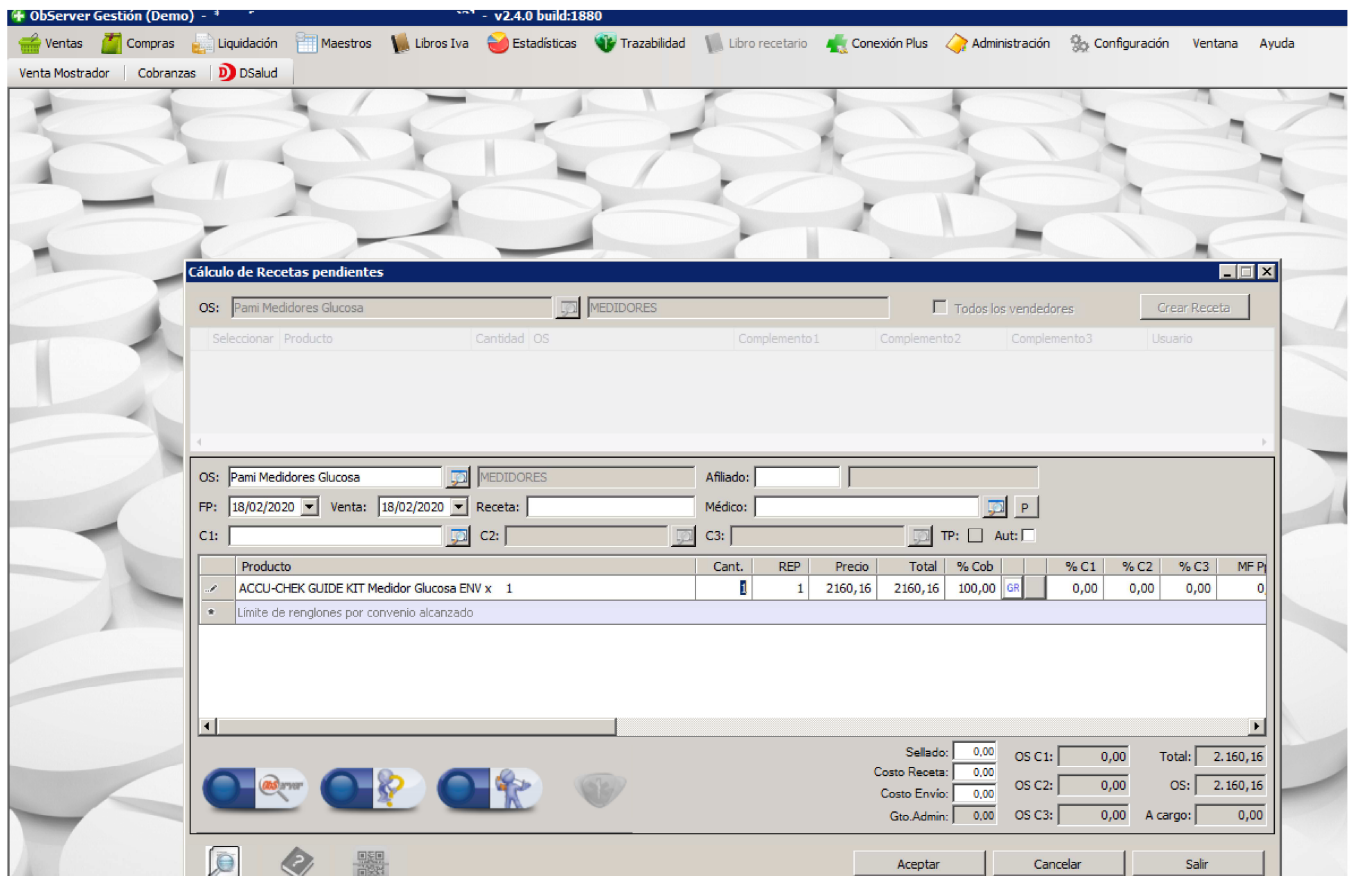 ObServer Gestión (Demo) - - v2.4.0 build:1880
Ventas Compras Liquidación Maestros Libros Iva Estadísticas Trazabilidad Libro recetario Conexión Plus Administración Configuración Ventana Ayuda
Venta Mostrador Cobranzas D DSalud
Cálculo de Recetas pendientes
OS: Pami Medidores Glucosa MEDIDORES Todos los vendedores Crear Receta
Seleccionar Producto Cantidad OS Complemento1 Complemento2 Complemento3 Usuario
OS: Pami Medidores Glucosa MEDIDORES Afiliado:
FP: 18/02/2020 Venta: 18/02/2020 Receta: Médico: P
C1: C2: C3: TP: Aut:
Producto Cant. REP Precio Total % Cob % C1 % C2 % C3 MF
ACCU-CHEK GUIDE KIT Medidor Glucosa ENV x 1 1 1 2160,16 2160,16 100,00 GR 0,00 0,00 0,00 0,
* Límite de renglones por convenio alcanzado
Sellado: 0,00 OS C1: 0,00 Total: 2.160,16
Costo Receta: 0,00
Costo Envío: 0,00 OS C2: 0,00 OS: 2.160,16
Gto.Admin: 0,00 OS C3: 0,00 A cargo: 0,00
ObServer
Aceptar Cancelar Salir